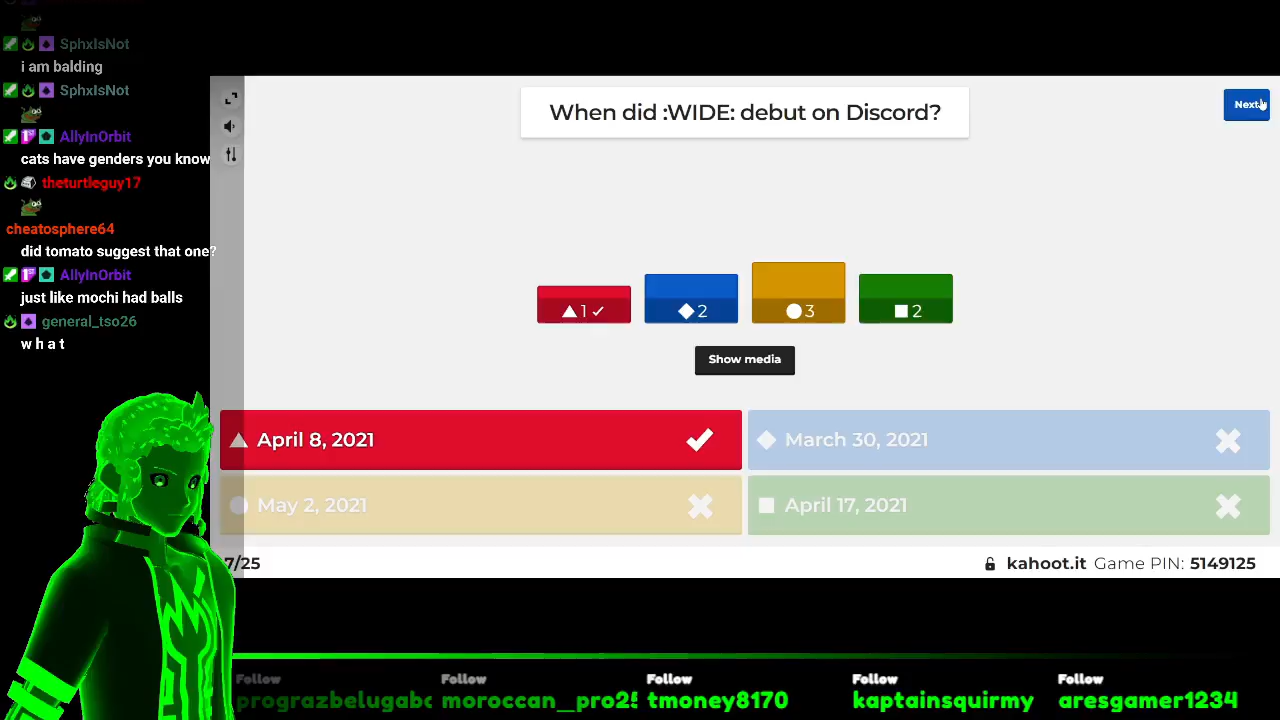 SphxIsNot
i am balding
SphxIsNot
AllyInOrbit
cats have genders you know
theturtleguy17
cheatosphere64
did tomato suggest that one?
AllyInOrbit
just like mochi had balls
general_tso26
w h a t
When did :WIDE: debut on Discord?
Next
1
2
3
2
Show media
April 8, 2021
March 30, 2021
May 2, 2021
April 17, 2021
7/25
kahoot.it Game PIN: 5149125
Follow
Follow
Follow
Follow
Follow
prograzbelugabc
moroccan_pro25
tmoney8170
kaptainsquirmy
aresgamer1234